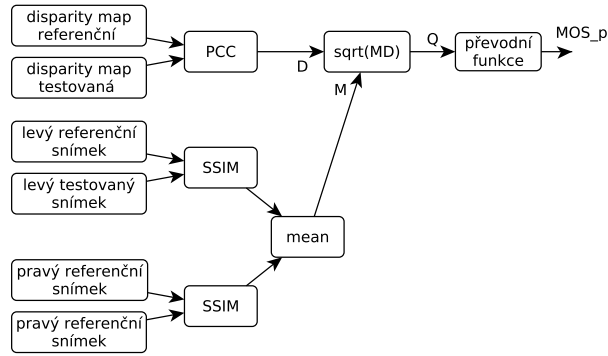 disparity map
referenční
disparity map
testovaná
PCC
D
sqrt(MD)
Q
převodní
funkce
MOS_p
M
levý referenční
snímek
levý testovaný
snímek
SSIM
mean
pravý referenční
snímek
pravý referenční
snímek
SSIM